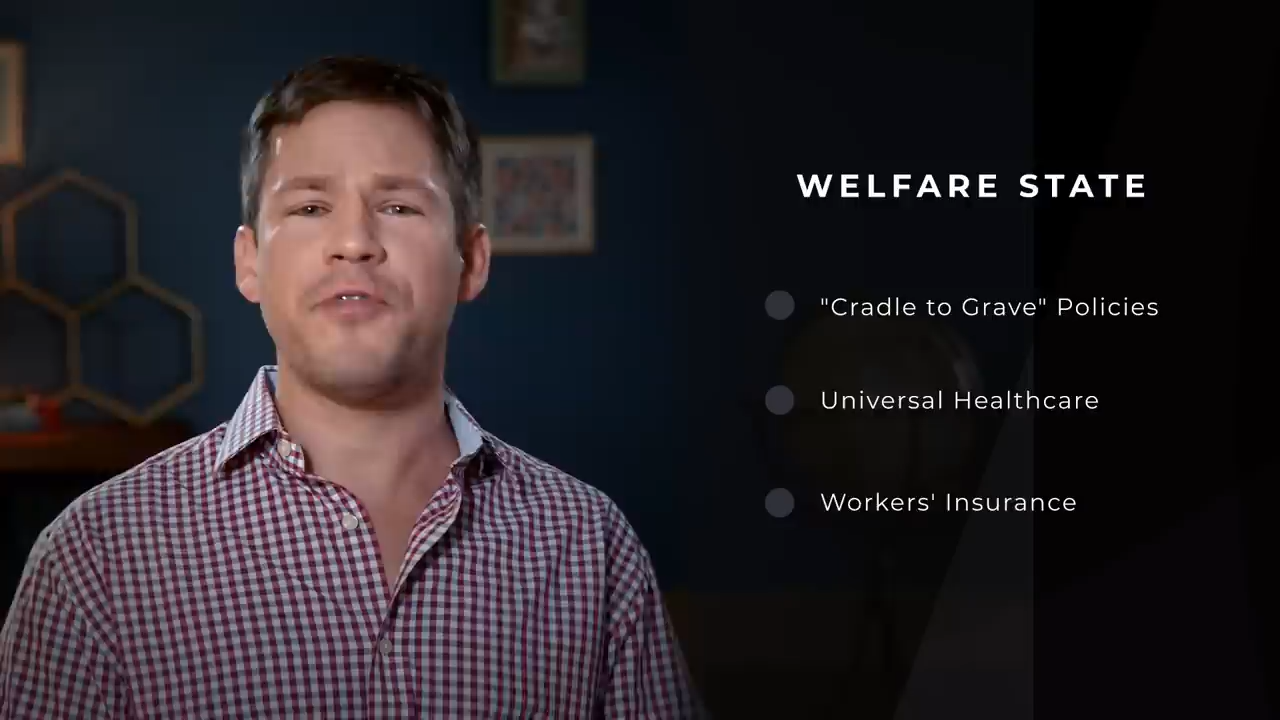 WELFARE STATE
"Cradle to Grave" Policies
Universal Healthcare
Workers' Insurance